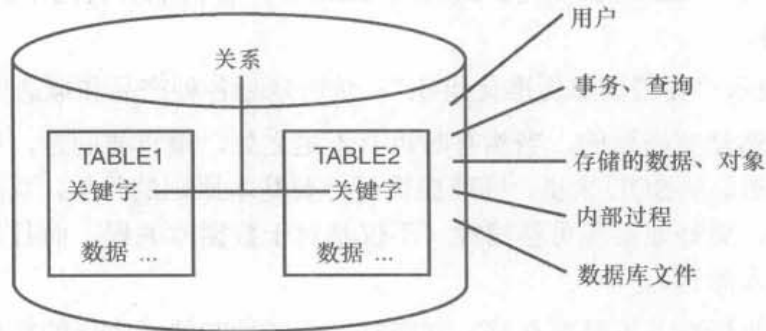 用户
关系
事务、查询
TABLE1
关键字
数据 ...
TABLE2
关键字
数据 ...
存储的数据、对象
内部过程
数据库文件